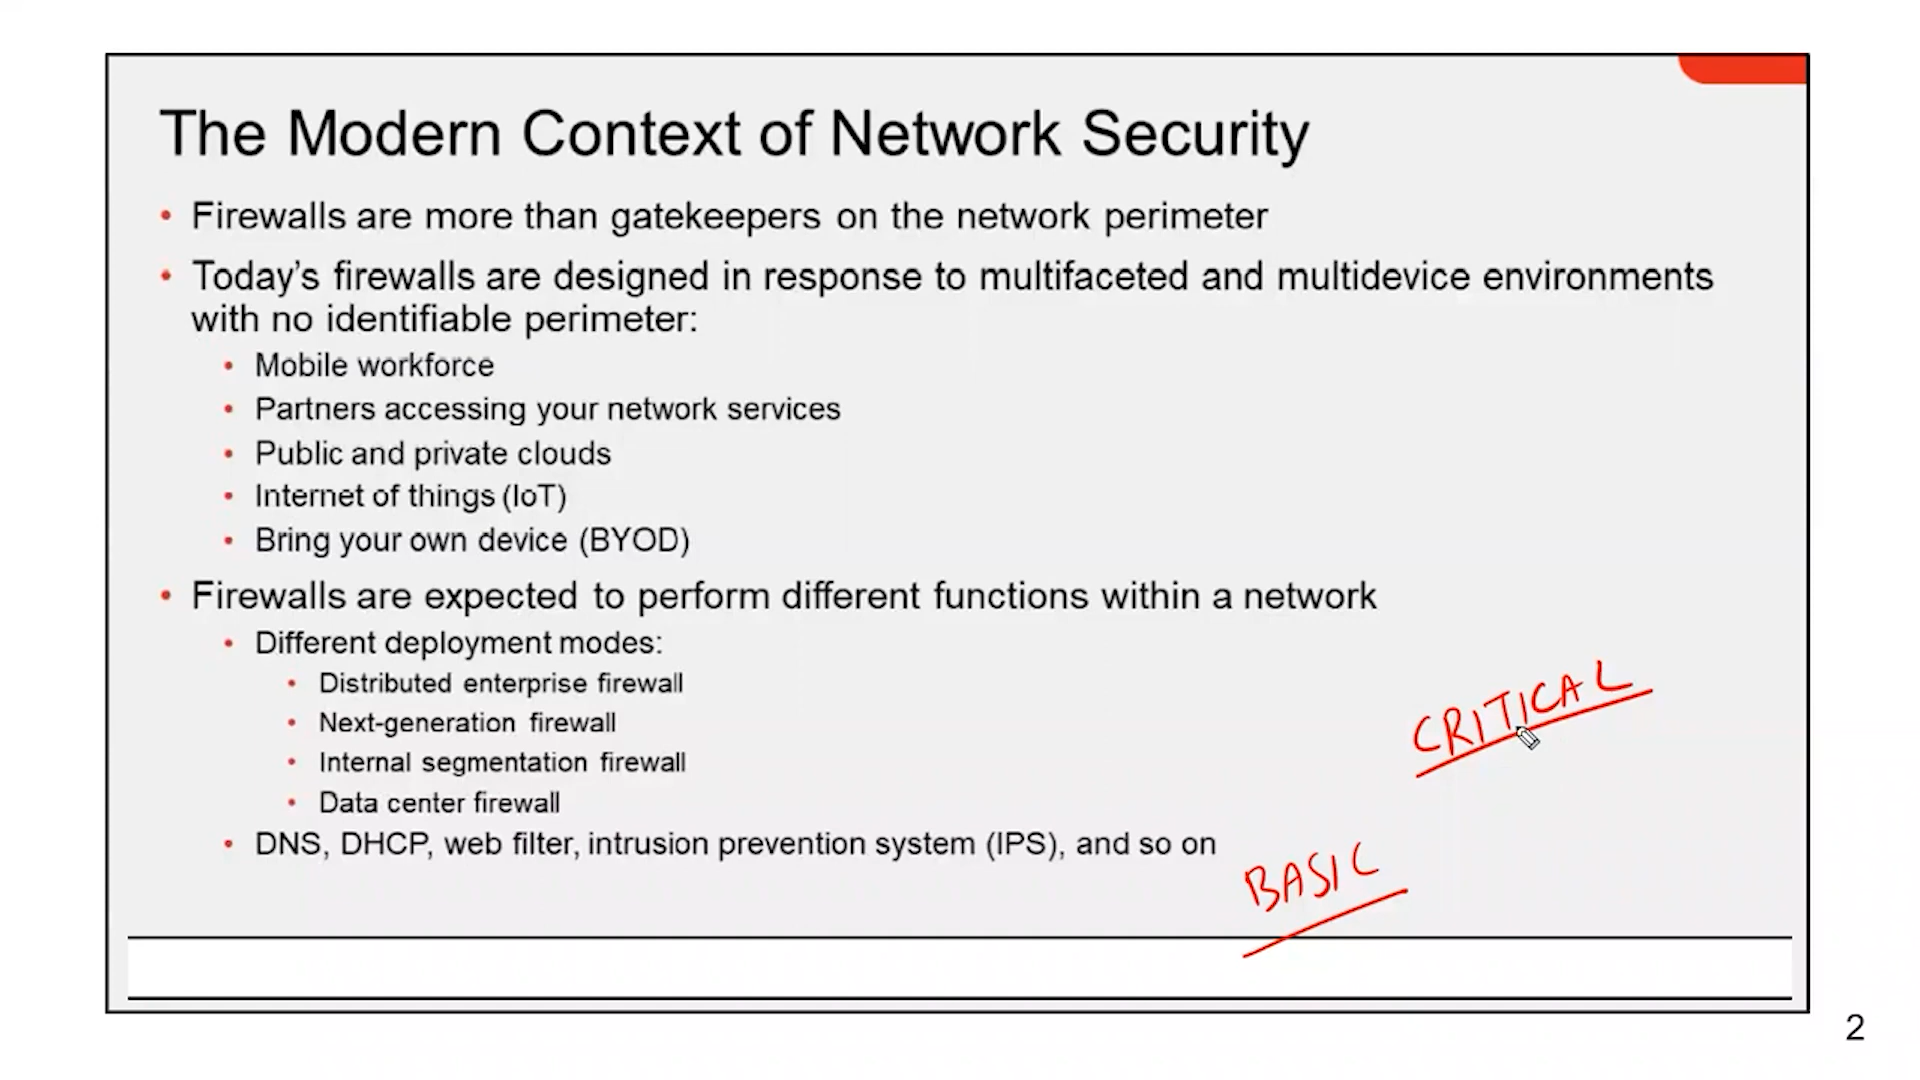 The Modern Context of Network Security
• Firewalls are more than gatekeepers on the network perimeter
• Today's firewalls are designed in response to multifaceted and multidevice environments
with no identifiable perimeter:
• Mobile workforce
• Partners accessing your network services
• Public and private clouds
• Internet of things (IoT)
• Bring your own device (BYOD)
• Firewalls are expected to perform different functions within a network
• Different deployment modes:
• Distributed enterprise firewall
• Next-generation firewall
• Internal segmentation firewall
• Data center firewall
• DNS, DHCP, web filter, intrusion prevention system (IPS), and so on
CRITICAL
BASIC
2